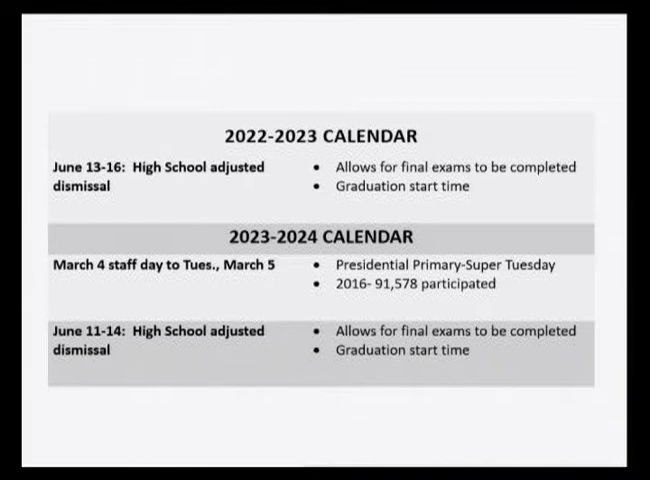 2022-2023 CALENDAR
June 13-16: High School adjusted
dismissal
• Allows for final exams to be completed
• Graduation start time
2023-2024 CALENDAR
March 4 staff day to Tues., March 5
• Presidential Primary-Super Tuesday
• 2016- 91,578 participated
June 11-14: High School adjusted
dismissal
• Allows for final exams to be completed
• Graduation start time